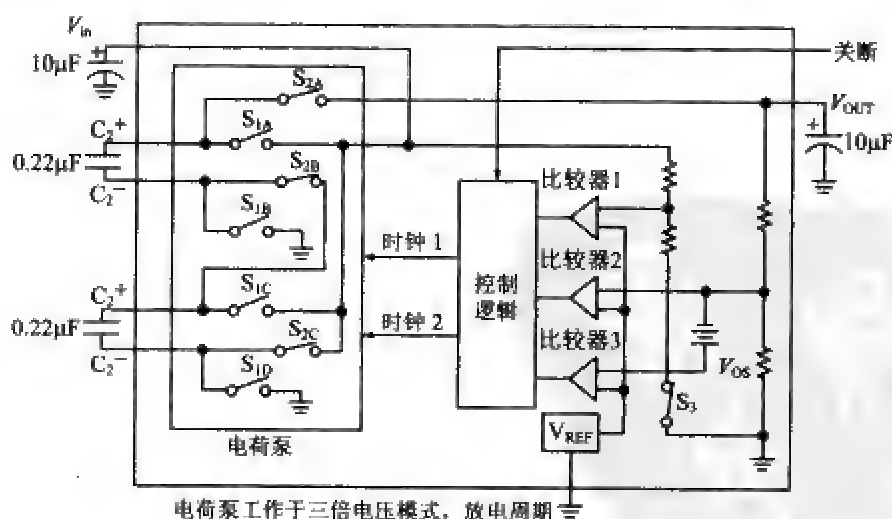 Vin
10μF
关断
S2A
VOUT
10μF
C2+
S1A
0.22μF
S2B
比较器1
C2−
S1B
时钟 1
比较器2
控制
逻辑
C2+
S1C
0.22μF
时钟 2
S2C
比较器3
C2−
S1D
VOS
S3
VREF
电荷泵
电荷泵工作于三倍电压模式，放电周期